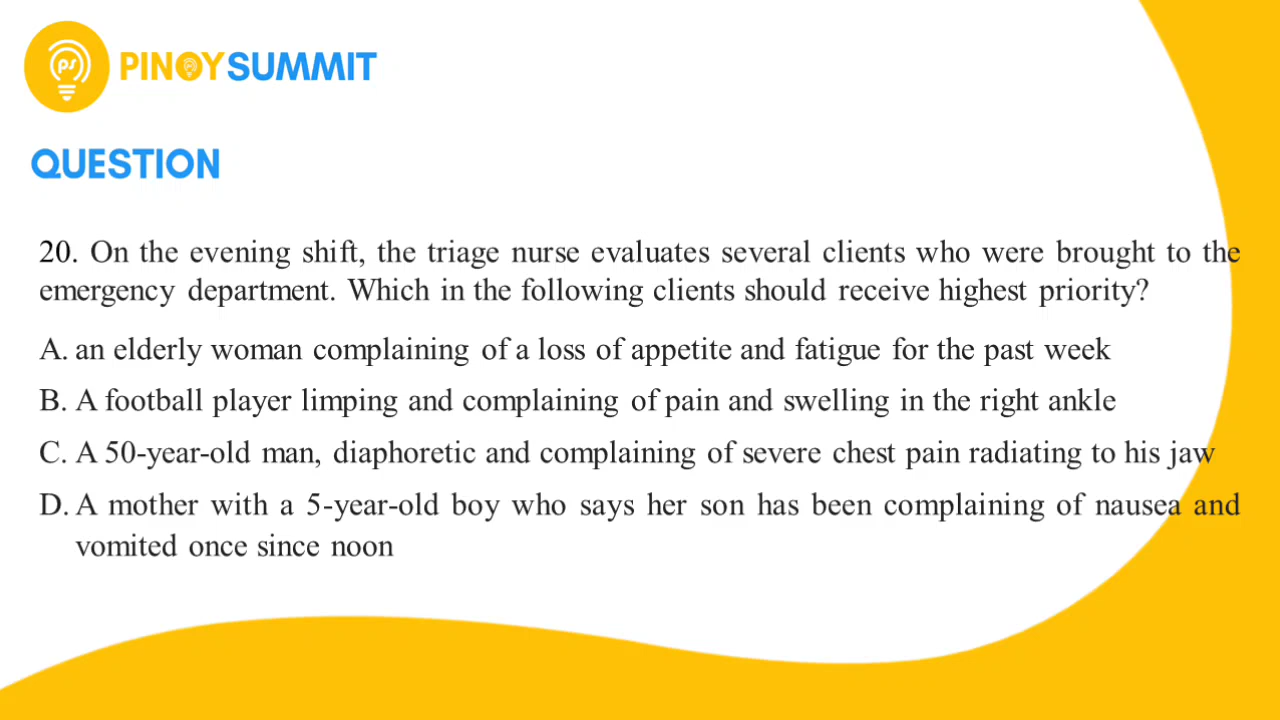 PINOYSUMMIT
QUESTION
20. On the evening shift, the triage nurse evaluates several clients who were brought to the
emergency department. Which in the following clients should receive highest priority?
A. an elderly woman complaining of a loss of appetite and fatigue for the past week
B. A football player limping and complaining of pain and swelling in the right ankle
C. A 50-year-old man, diaphoretic and complaining of severe chest pain radiating to his jaw
D. A mother with a 5-year-old boy who says her son has been complaining of nausea and
vomited once since noon